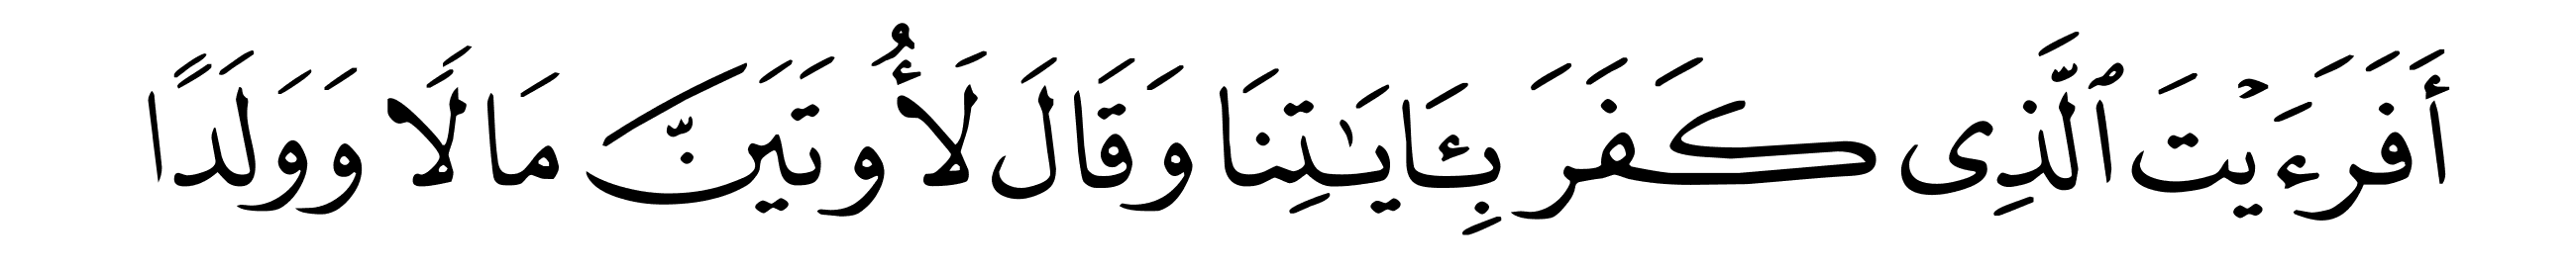 أَفَرَءَيْتَ ٱلَّذِى كَفَرَ بِـَٔايَـٰتِنَا وَقَالَ لَأُوتَيَنَّ مَالًا وَوَلَدًا